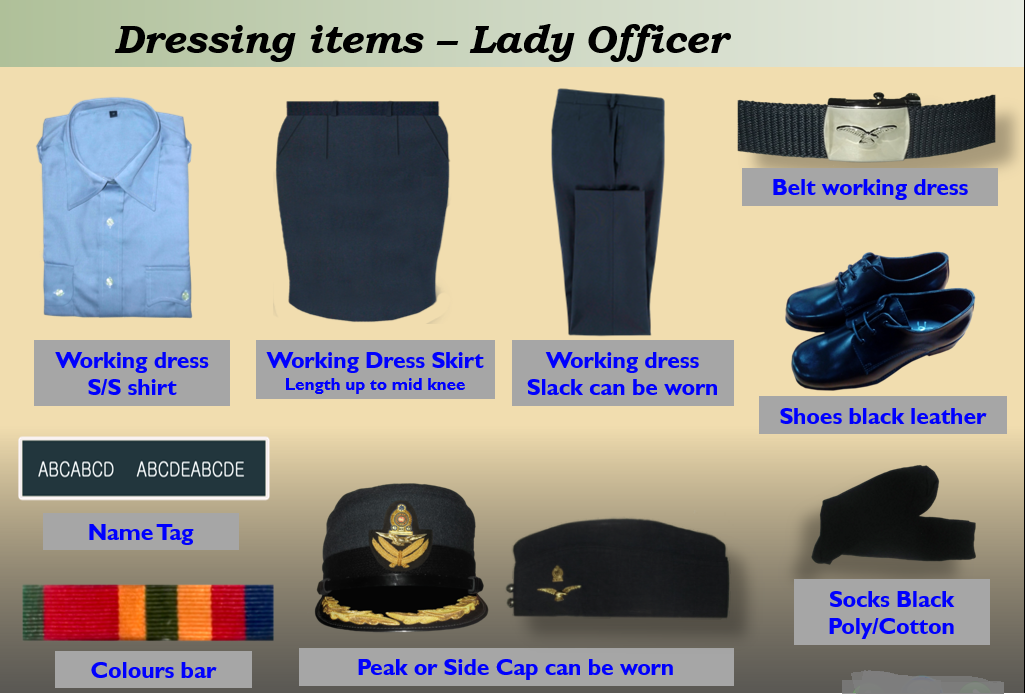 Dressing items – Lady Officer
Belt working dress
Working dress
S/S shirt
Working Dress Skirt
Length up to mid knee
Working dress
Slack can be worn
Shoes black leather
ABCABCD ABCDEABCDE
Name Tag
Socks Black
Poly/Cotton
Colours bar
Peak or Side Cap can be worn